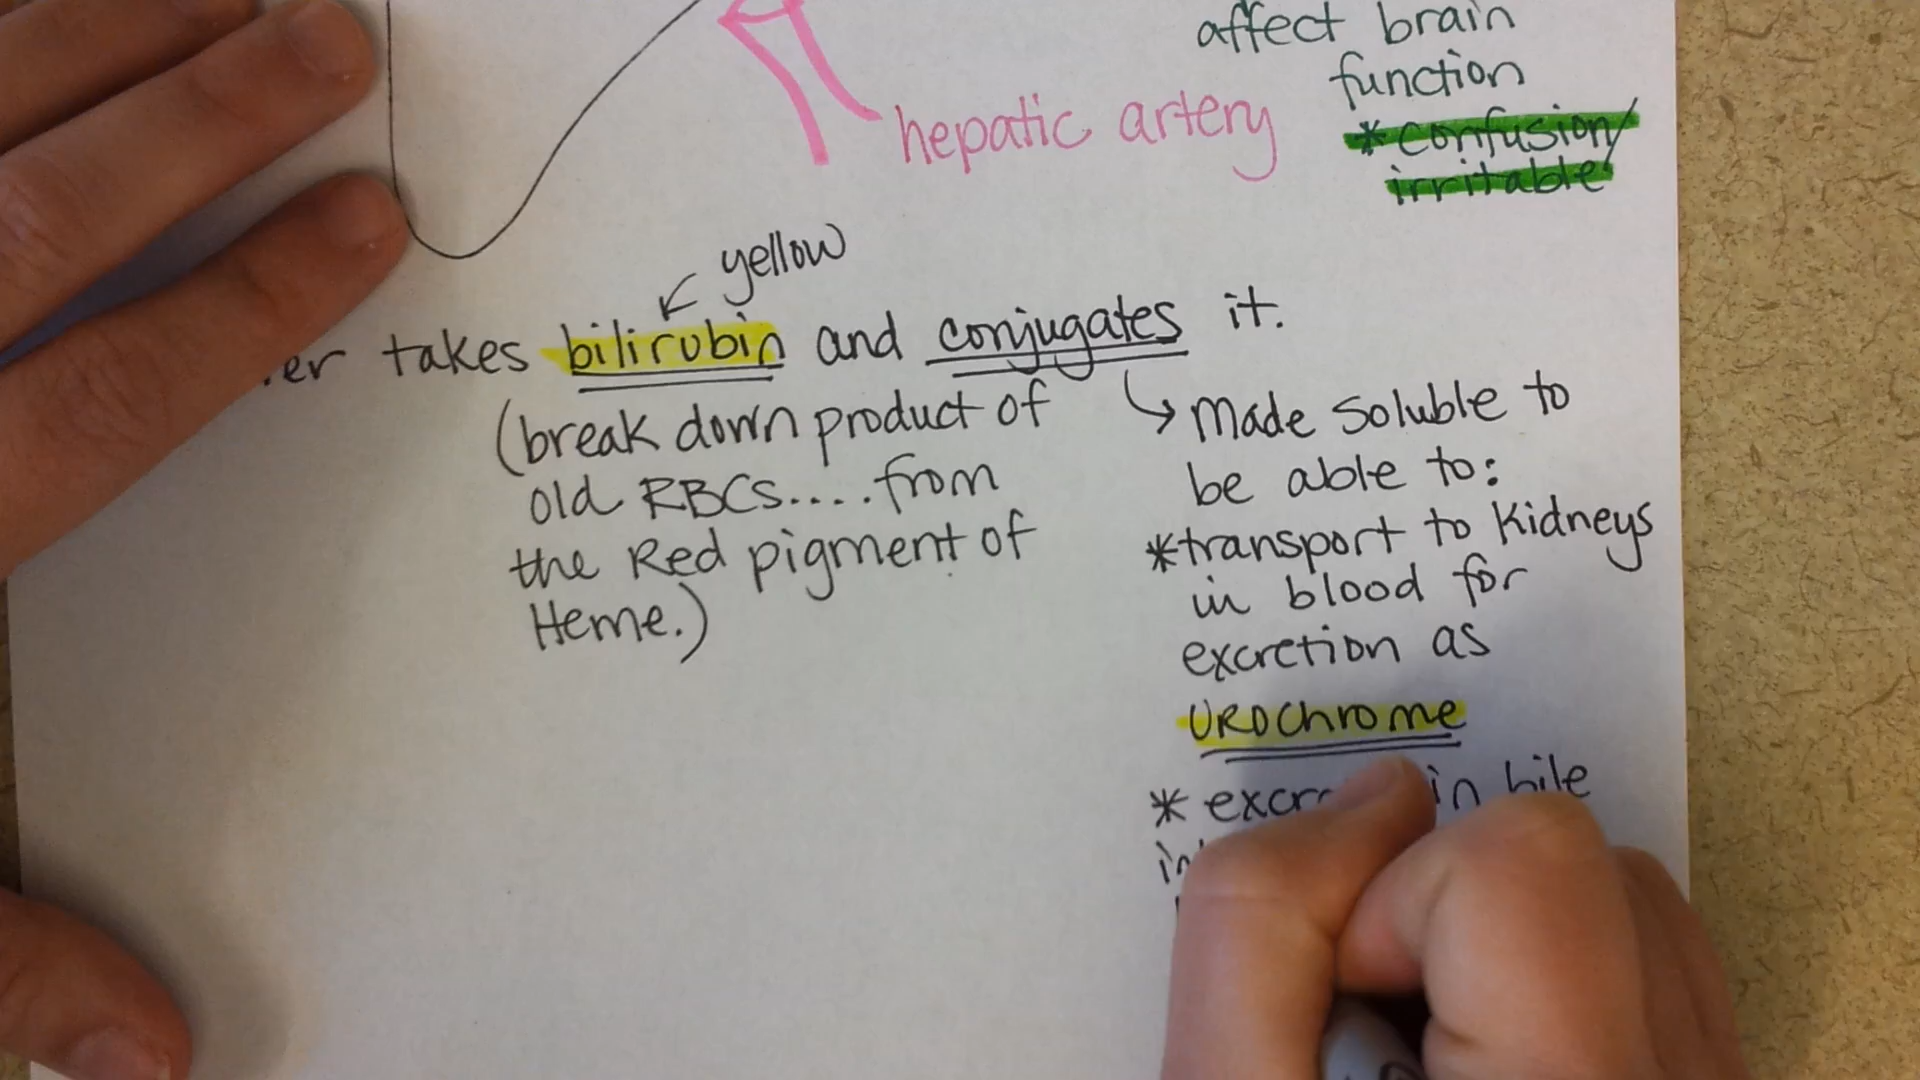 affect brain
function
*confusion/
irritable
hepatic artery
yellow
takes bilirubin and conjugates it.
(break down product of
old RBCs....from
the Red pigment of
Heme.)
Made soluble to
be able to:
*transport to Kidneys
in blood for
excretion as
UROchrome
* in bile